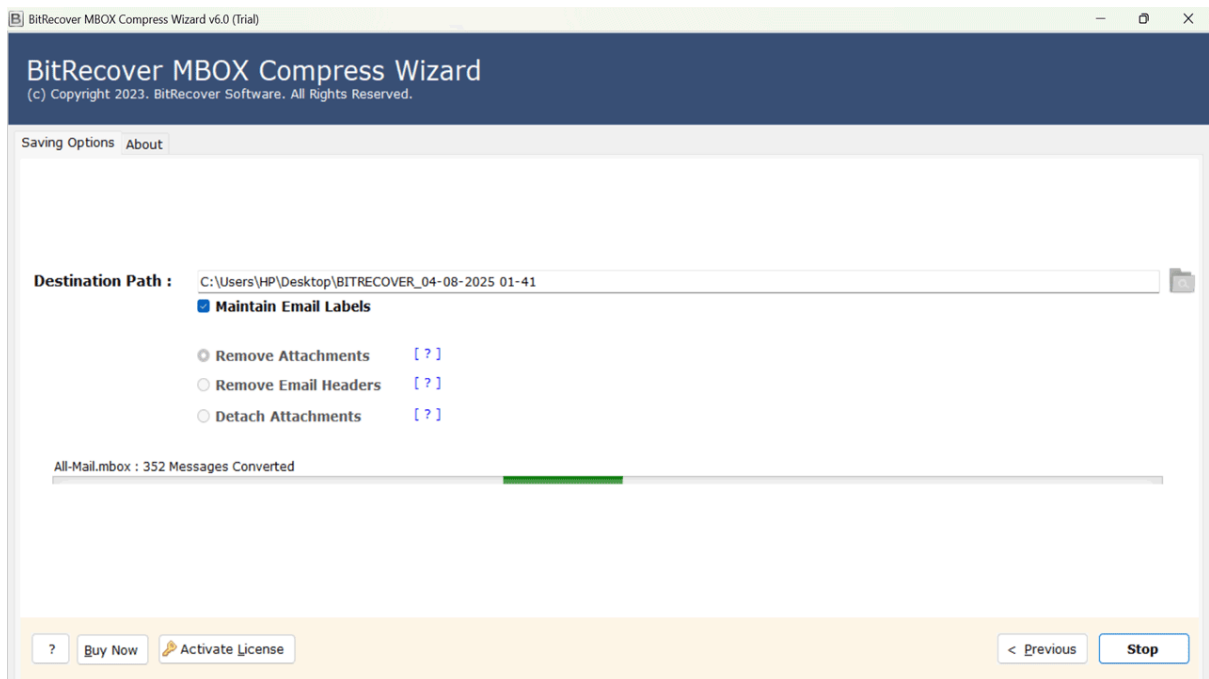 BitRecover MBOX Compress Wizard v6.0 (Trial)
BitRecover MBOX Compress Wizard
(c) Copyright 2023. BitRecover Software. All Rights Reserved.
Saving Options About
Destination Path : C:\Users\HP\Desktop\BITRECOVER_04-08-2025 01-41
Maintain Email Labels
Remove Attachments [ ? ]
Remove Email Headers [ ? ]
Detach Attachments [ ? ]
All-Mail.mbox : 352 Messages Converted
? Buy Now Activate License < Previous Stop